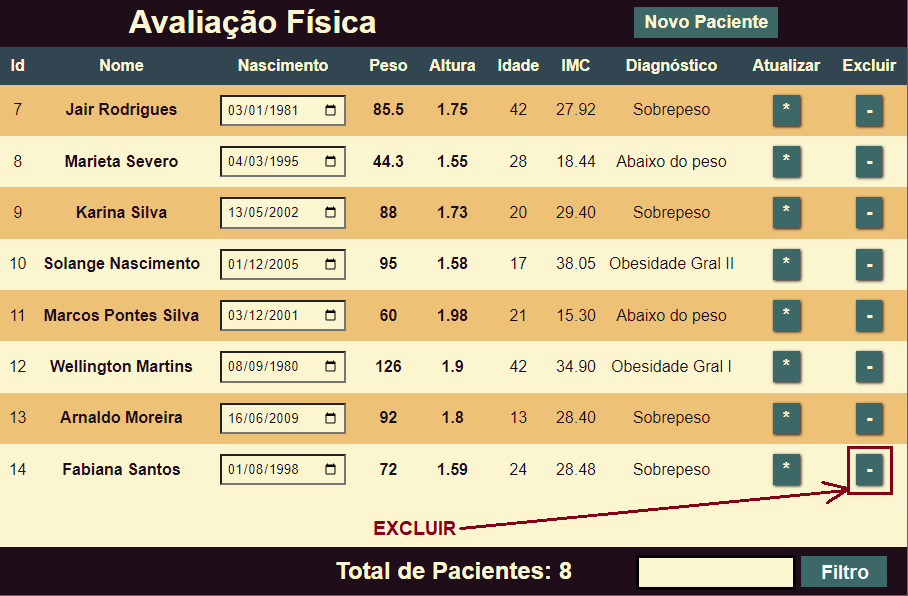 Avaliação Física Novo Paciente
Id Nome Nascimento Peso Altura Idade IMC Diagnóstico Atualizar Excluir
7 Jair Rodrigues 03/01/1981 85.5 1.75 42 27.92 Sobrepeso * -
8 Marieta Severo 04/03/1995 44.3 1.55 28 18.44 Abaixo do peso * -
9 Karina Silva 13/05/2002 88 1.73 20 29.40 Sobrepeso * -
10 Solange Nascimento 01/12/2005 95 1.58 17 38.05 Obesidade Gral II * -
11 Marcos Pontes Silva 03/12/2001 60 1.98 21 15.30 Abaixo do peso * -
12 Wellington Martins 08/09/1980 126 1.9 42 34.90 Obesidade Gral I * -
13 Arnaldo Moreira 16/06/2009 92 1.8 13 28.40 Sobrepeso * -
14 Fabiana Santos 01/08/1998 72 1.59 24 28.48 Sobrepeso * -
EXCLUIR
Total de Pacientes: 8 Filtro